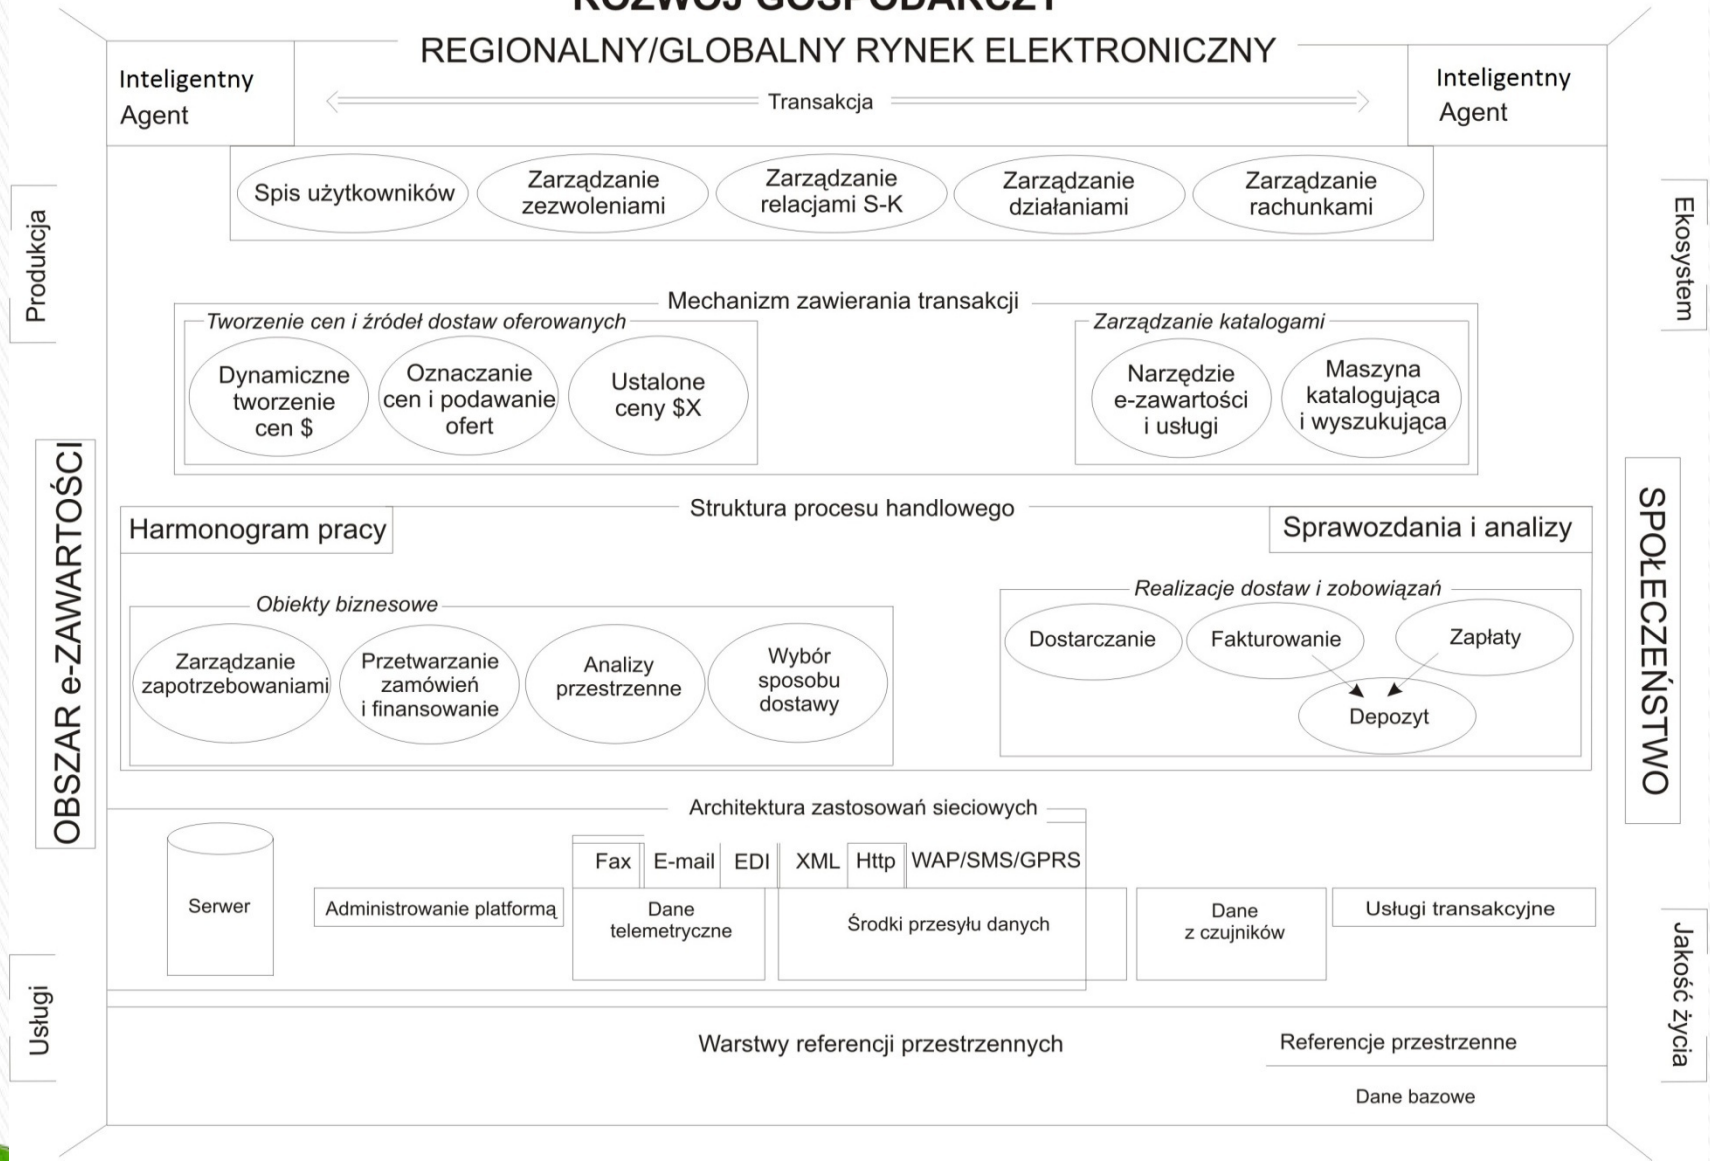 ROZWÓJ GOSPODARCZY
REGIONALNY/GLOBALNY RYNEK ELEKTRONICZNY
Inteligentny
Agent
Transakcja
Inteligentny
Agent
Spis użytkowników
Zarządzanie
zezwoleniami
Zarządzanie
relacjami S-K
Zarządzanie
działaniami
Zarządzanie
rachunkami
Produkcja
Ekosystem
Mechanizm zawierania transakcji
Tworzenie cen i źródeł dostaw oferowanych
Dynamiczne
tworzenie
cen $
Oznaczanie
cen i podawanie
ofert
Ustalone
ceny $X
Zarządzanie katalogami
Narzędzie
e-zawartości
i usługi
Maszyna
katalogująca
i wyszukująca
OBSZAR e-ZAWARTOŚCI
SPOŁECZEŃSTWO
Struktura procesu handlowego
Harmonogram pracy
Sprawozdania i analizy
Obiekty biznesowe
Zarządzanie
zapotrzebowaniami
Przetwarzanie
zamówień
i finansowanie
Analizy
przestrzenne
Wybór
sposobu
dostawy
Realizacje dostaw i zobowiązań
Dostarczanie
Fakturowanie
Zapłaty
Depozyt
Architektura zastosowań sieciowych
Serwer
Administrowanie platformą
Fax
E-mail
EDI
XML
Http
WAP/SMS/GPRS
Dane
telemetryczne
Środki przesyłu danych
Dane
z czujników
Usługi transakcyjne
Usługi
Jakość życia
Warstwy referencji przestrzennych
Referencje przestrzenne
Dane bazowe